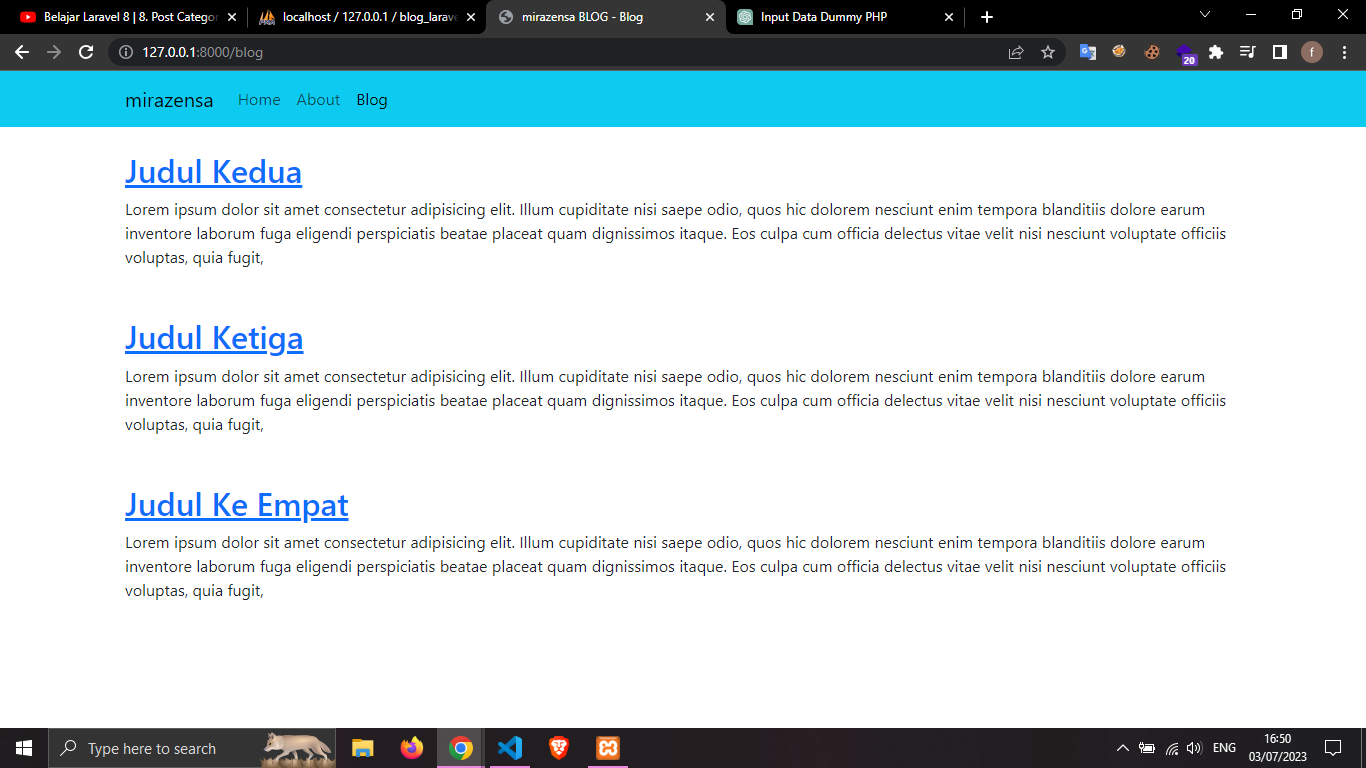 Belajar Laravel 8 | 8. Post Categor
localhost / 127.0.0.1 / blog_larave
mirazensa BLOG - Blog
Input Data Dummy PHP
127.0.0.1:8000/blog
20
f
mirazensa Home About Blog
Judul Kedua
Lorem ipsum dolor sit amet consectetur adipisicing elit. Illum cupiditate nisi saepe odio, quos hic dolorem nesciunt enim tempora blanditiis dolore earum
inventore laborum fuga eligendi perspiciatis beatae placeat quam dignissimos itaque. Eos culpa cum officia delectus vitae velit nisi nesciunt voluptate officiis
voluptas, quia fugit,
Judul Ketiga
Lorem ipsum dolor sit amet consectetur adipisicing elit. Illum cupiditate nisi saepe odio, quos hic dolorem nesciunt enim tempora blanditiis dolore earum
inventore laborum fuga eligendi perspiciatis beatae placeat quam dignissimos itaque. Eos culpa cum officia delectus vitae velit nisi nesciunt voluptate officiis
voluptas, quia fugit,
Judul Ke Empat
Lorem ipsum dolor sit amet consectetur adipisicing elit. Illum cupiditate nisi saepe odio, quos hic dolorem nesciunt enim tempora blanditiis dolore earum
inventore laborum fuga eligendi perspiciatis beatae placeat quam dignissimos itaque. Eos culpa cum officia delectus vitae velit nisi nesciunt voluptate officiis
voluptas, quia fugit,
Type here to search
ENG
16:50
03/07/2023